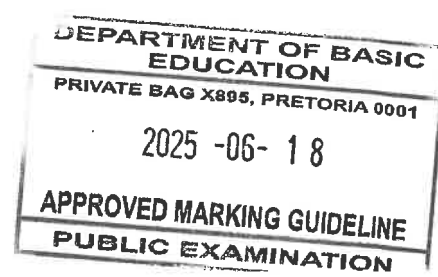 DEPARTMENT OF BASIC
EDUCATION
PRIVATE BAG X895, PRETORIA 0001
2025 -06- 18
APPROVED MARKING GUIDELINE
PUBLIC EXAMINATION